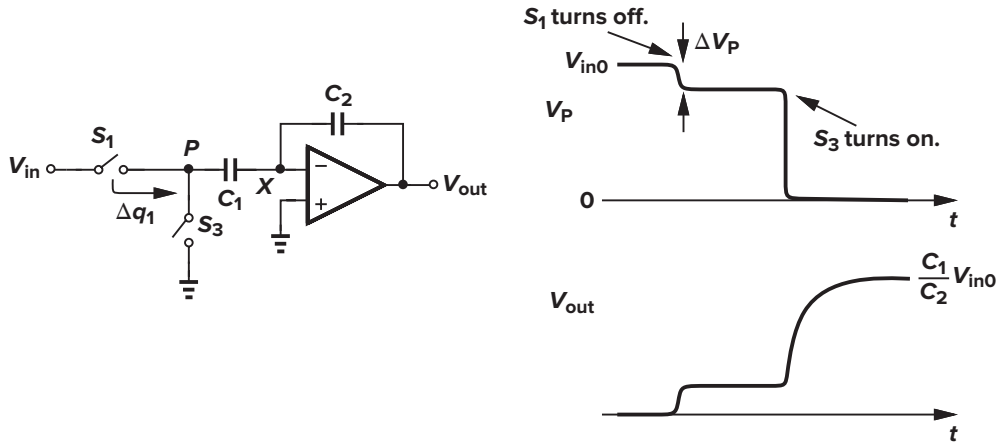 S₁
V_in
P
C₁
X
C₂
−
+
V_out
Δq₁
S₃
S₁ turns off.
ΔV_P
V_in0
V_P
S₃ turns on.
0
t
V_out
C₁/C₂ V_in0
t